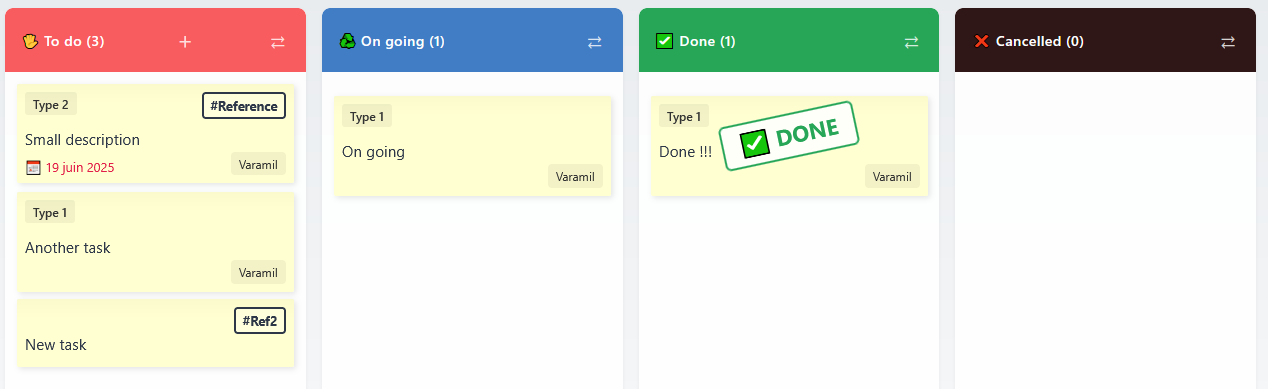 To do (3)
Type 2
#Reference
Small description
19 juin 2025
Varamil
Type 1
Another task
Varamil
#Ref2
New task
On going (1)
Type 1
On going
Varamil
Done (1)
Type 1
DONE
Done !!!
Varamil
Cancelled (0)